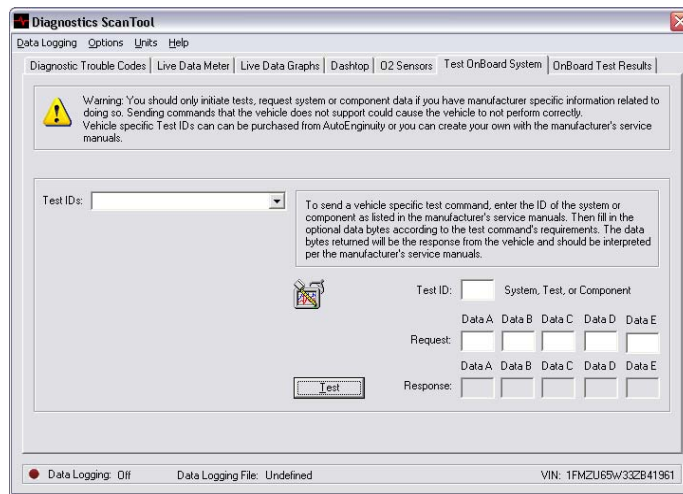 Diagnostics ScanTool
Data Logging Options Units Help
Diagnostic Trouble Codes Live Data Meter Live Data Graphs Dashtop O2 Sensors Test OnBoard System OnBoard Test Results
Warning: You should only initiate tests, request system or component data if you have manufacturer specific information related to
doing so. Sending commands that the vehicle does not support could cause the vehicle to not perform correctly.
Vehicle specific Test IDs can can be purchased from AutoEnginuity or you can create your own with the manufacturer's service
manuals.
Test IDs:
To send a vehicle specific test command, enter the ID of the system or
component as listed in the manufacturer's service manuals. Then fill in the
optional data bytes according to the test command's requirements. The data
bytes returned will be the response from the vehicle and should be interpreted
per the manufacturer's service manuals.
Test ID: System, Test, or Component
Data A Data B Data C Data D Data E
Request:
Data A Data B Data C Data D Data E
Test Response:
Data Logging: Off Data Logging File: Undefined VIN: 1FMZU65W33ZB41961